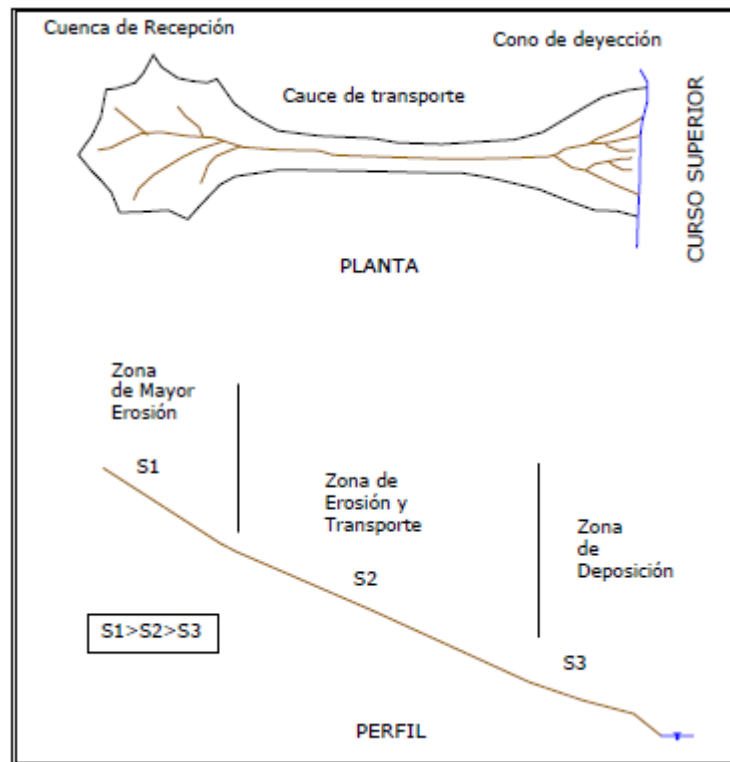 Cuenca de Recepción
Cono de deyección
Cauce de transporte
CURSO SUPERIOR
PLANTA
Zona
de Mayor
Erosión
S1
Zona de
Erosión y
Transporte
S2
Zona
de
Deposición
S1>S2>S3
S3
PERFIL